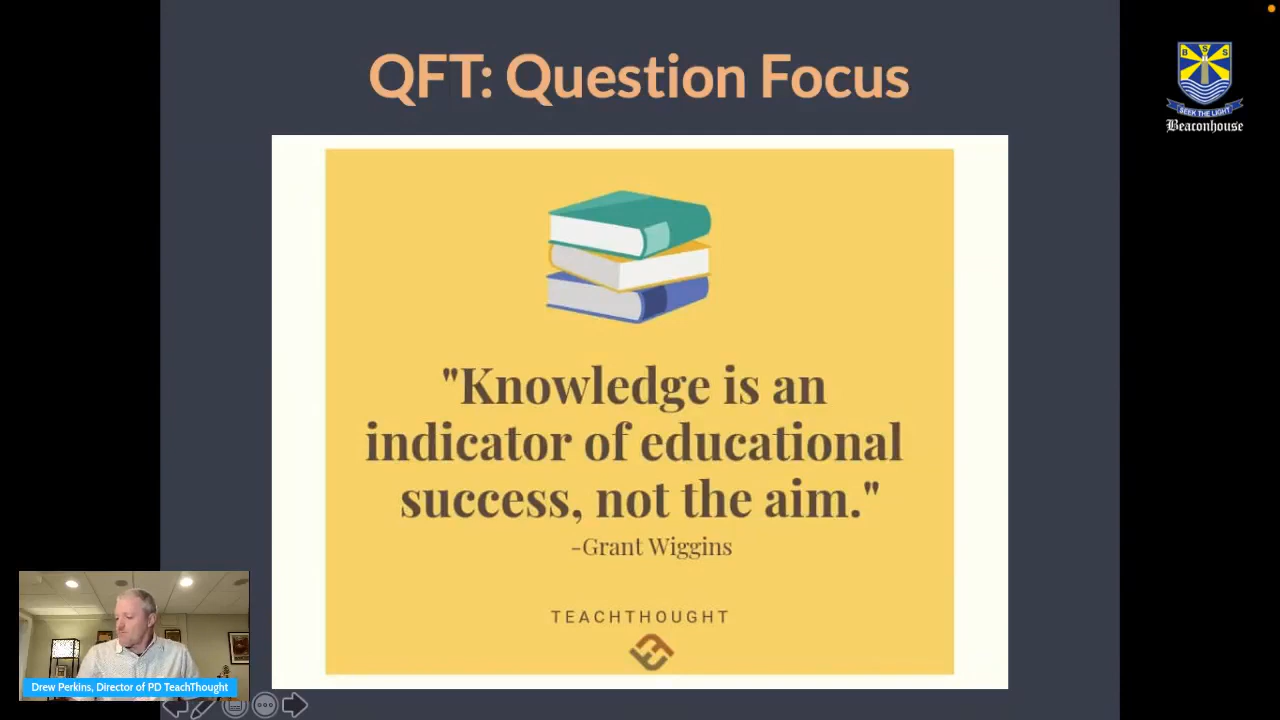 QFT: Question Focus
B S S
SEEK THE LIGHT
Beaconhouse
"Knowledge is an
indicator of educational
success, not the aim."
-Grant Wiggins
TEACHTHOUGHT
Drew Perkins, Director of PD TeachThought